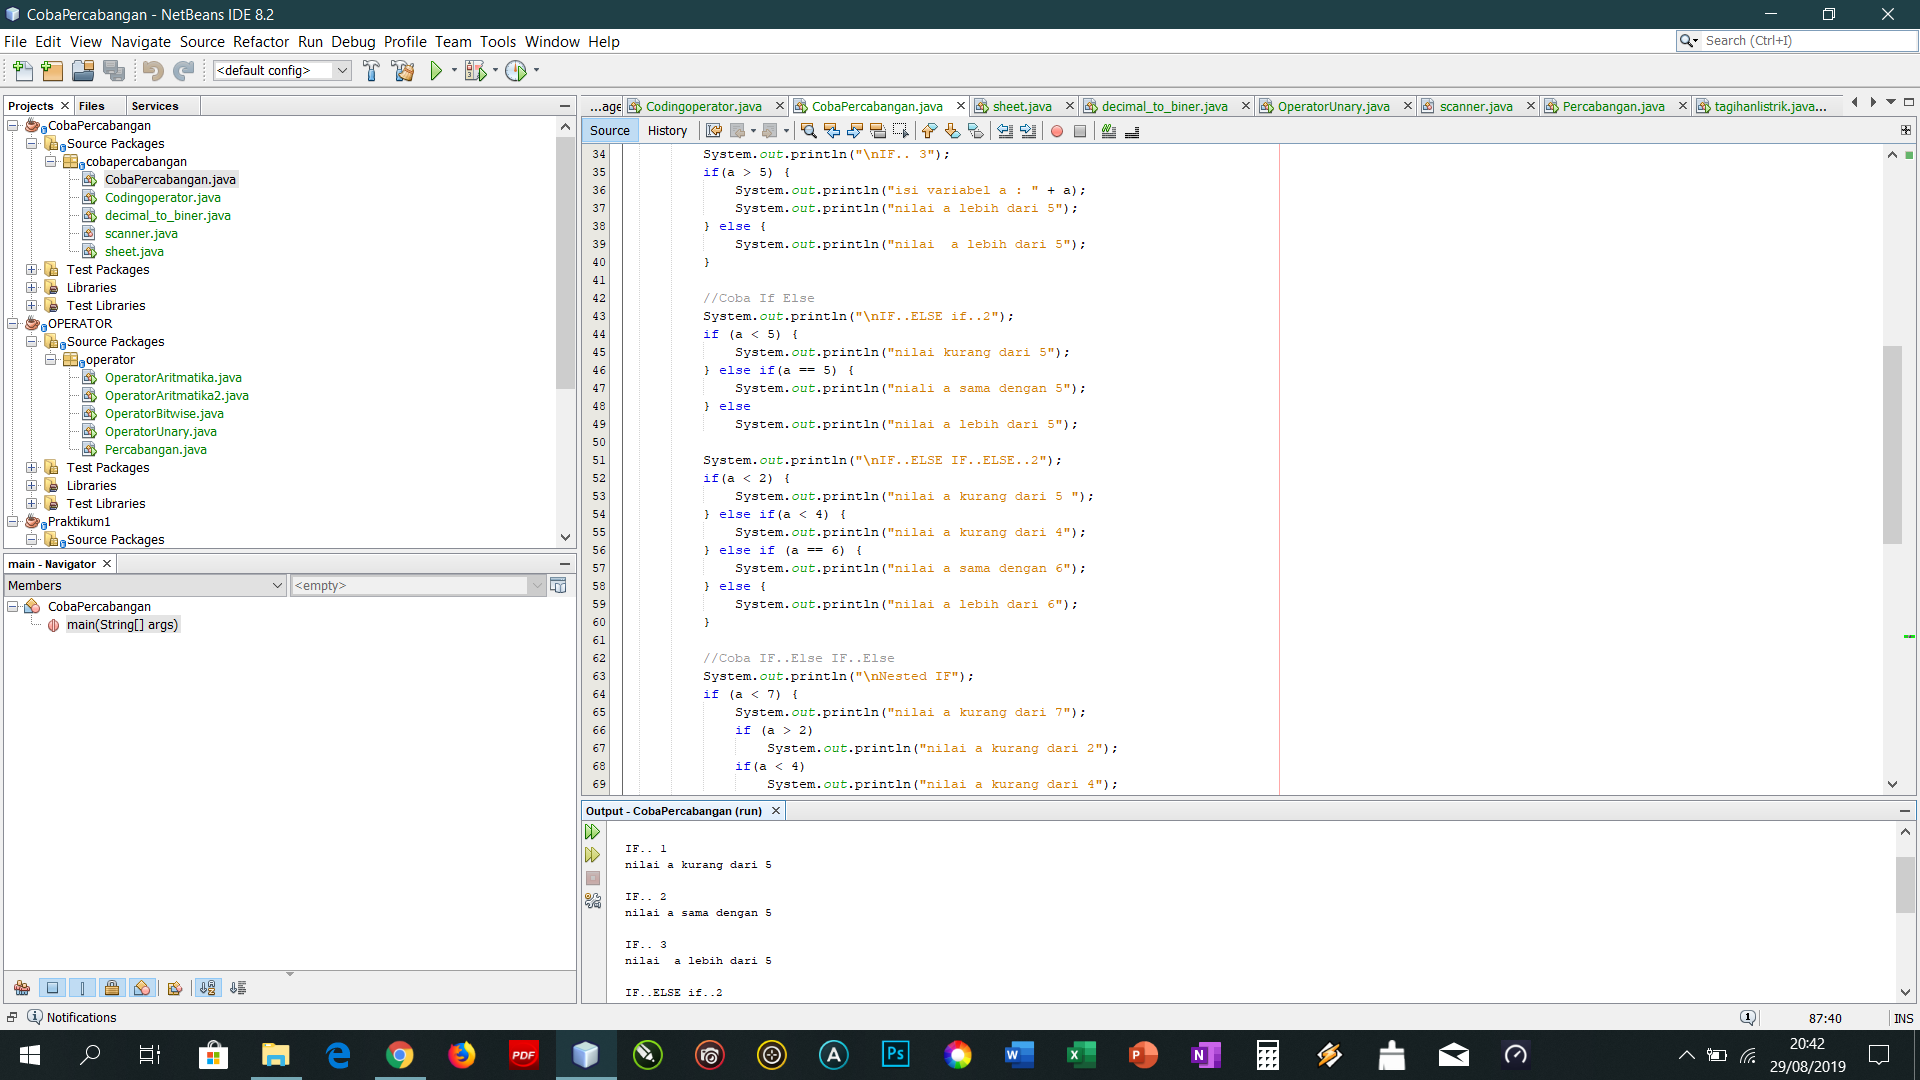 CobaPercabangan - NetBeans IDE 8.2
File Edit View Navigate Source Refactor Run Debug Profile Team Tools Window Help
Search (Ctrl+I)
<default config>
Projects Files Services
CobaPercabangan
Source Packages
cobapercabangan
CobaPercabangan.java
Codingoperator.java
decimal_to_biner.java
scanner.java
sheet.java
Test Packages
Libraries
Test Libraries
OPERATOR
Source Packages
operator
OperatorAritmatika.java
OperatorAritmatika2.java
OperatorBitwise.java
OperatorUnary.java
Percabangan.java
Test Packages
Libraries
Test Libraries
Praktikum1
Source Packages
main - Navigator
Members <empty>
CobaPercabangan
main(String[] args)
...age Codingoperator.java CobaPercabangan.java sheet.java decimal_to_biner.java OperatorUnary.java scanner.java Percabangan.java tagihanlistrik.java...
Source History
34 System.out.println("\nIF.. 3");
35 if(a > 5) {
36 System.out.println("isi variabel a : " + a);
37 System.out.println("nilai a lebih dari 5");
38 } else {
39 System.out.println("nilai  a lebih dari 5");
40 }
41
42 //Coba If Else
43 System.out.println("\nIF..ELSE if..2");
44 if (a < 5) {
45 System.out.println("nilai kurang dari 5");
46 } else if(a == 5) {
47 System.out.println("niali a sama dengan 5");
48 } else
49 System.out.println("nilai a lebih dari 5");
50
51 System.out.println("\nIF..ELSE IF..ELSE..2");
52 if(a < 2) {
53 System.out.println("nilai a kurang dari 5 ");
54 } else if(a < 4) {
55 System.out.println("nilai a kurang dari 4");
56 } else if (a == 6) {
57 System.out.println("nilai a sama dengan 6");
58 } else {
59 System.out.println("nilai a lebih dari 6");
60 }
61
62 //Coba IF..Else IF..Else
63 System.out.println("\nNested IF");
64 if (a < 7) {
65 System.out.println("nilai a kurang dari 7");
66 if (a > 2)
67 System.out.println("nilai a kurang dari 2");
68 if(a < 4)
69 System.out.println("nilai a kurang dari 4");
Output - CobaPercabangan (run)
IF.. 1
nilai a kurang dari 5
IF.. 2
nilai a sama dengan 5
IF.. 3
nilai  a lebih dari 5
IF..ELSE if..2
Notifications
87:40 INS
PDF
Ps
20:42
29/08/2019